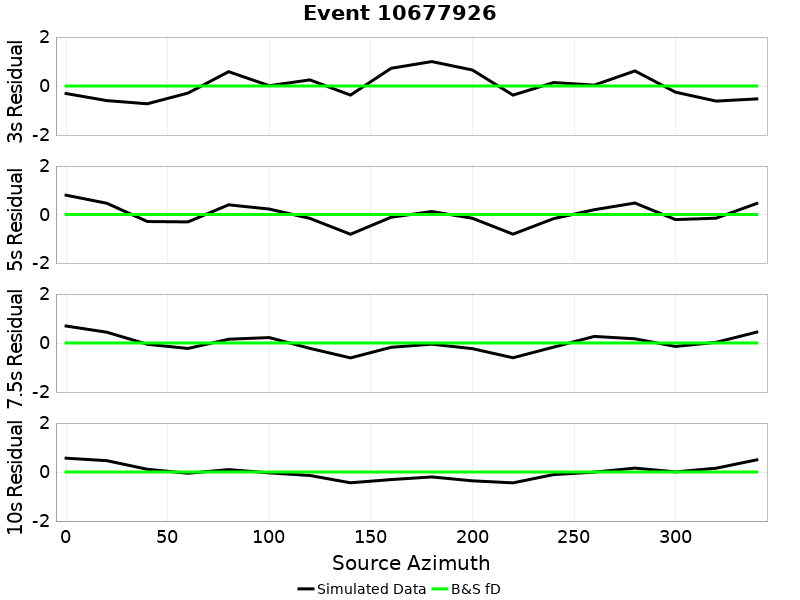 Event 10677926
3s Residual
2
0
-2
5s Residual
2
0
-2
7.5s Residual
2
0
-2
10s Residual
2
0
-2
0 50 100 150 200 250 300
Source Azimuth
Simulated Data B&S fD